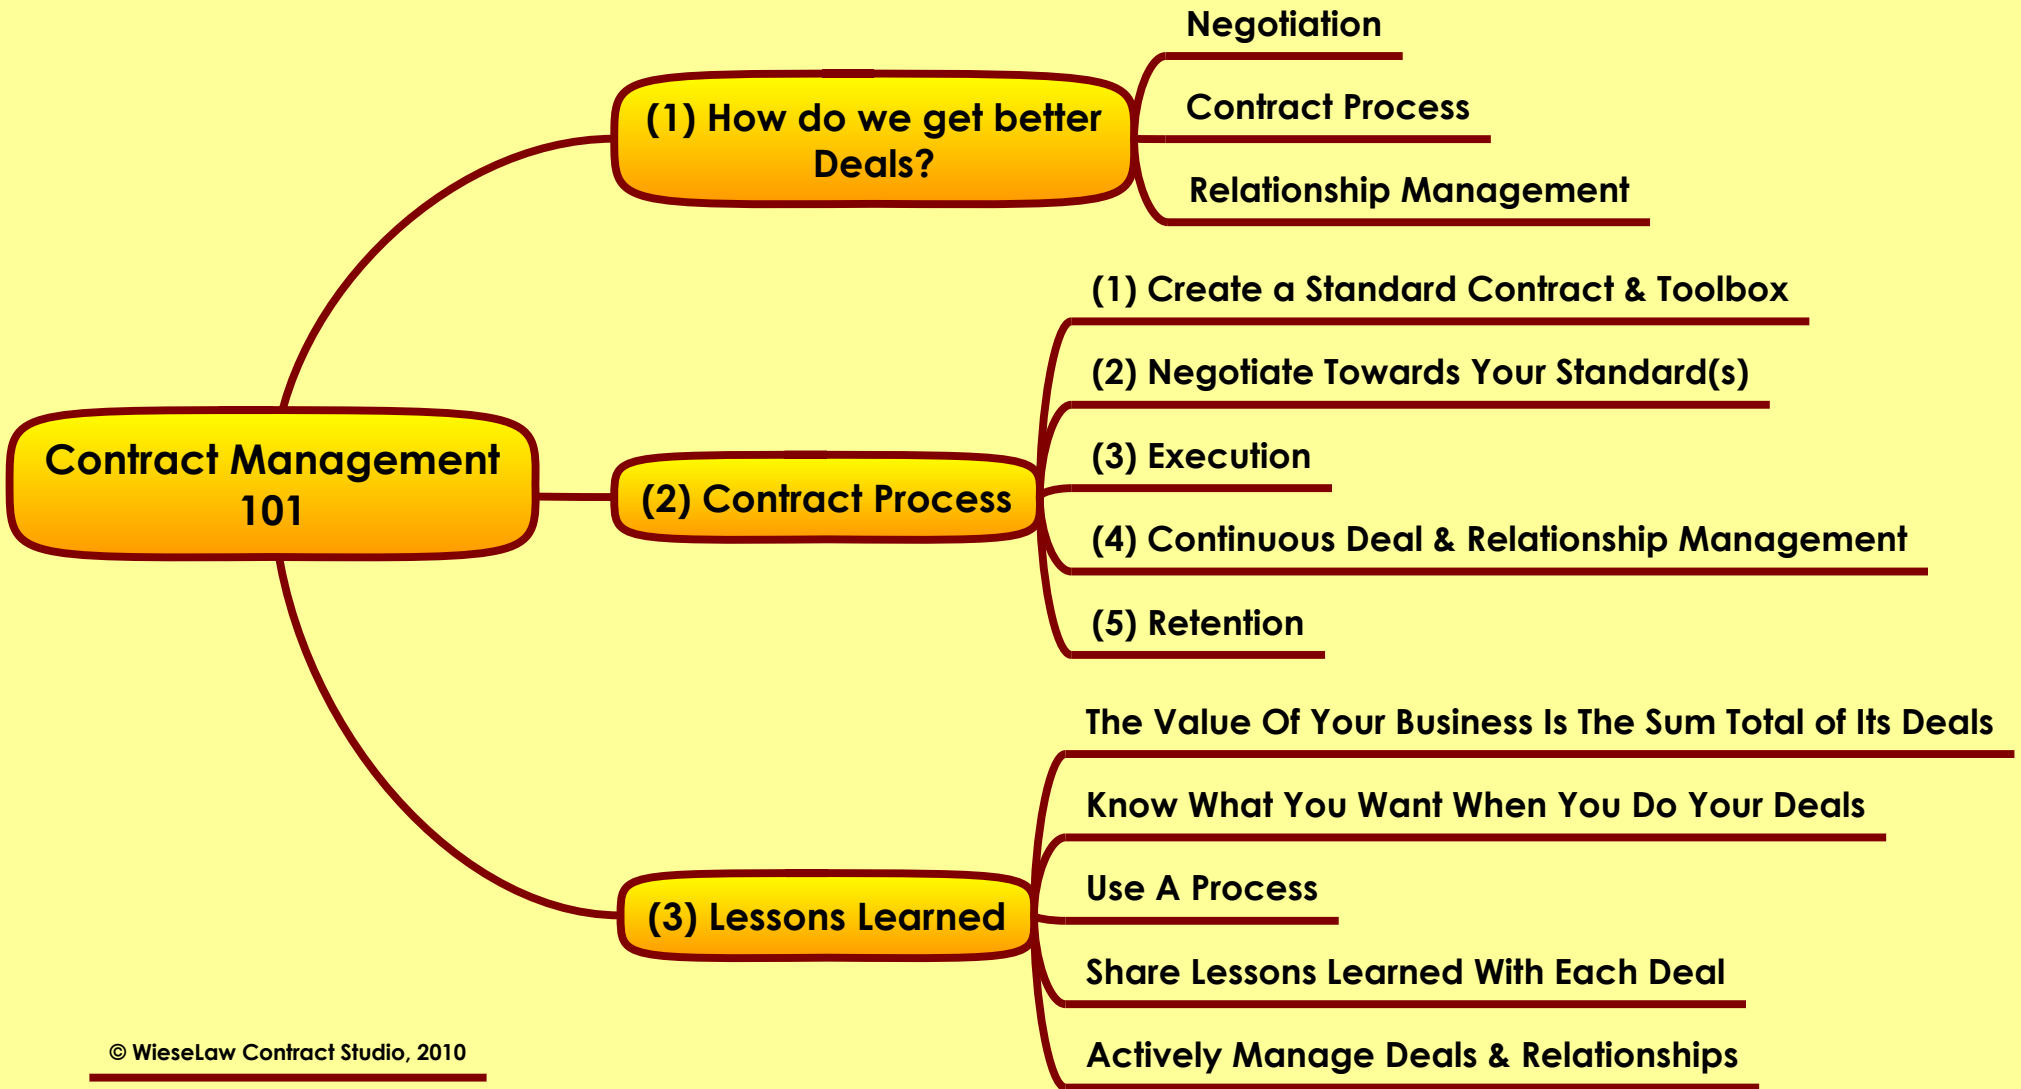 Contract Management
101
(1) How do we get better
Deals?
Negotiation
Contract Process
Relationship Management
(2) Contract Process
(1) Create a Standard Contract & Toolbox
(2) Negotiate Towards Your Standard(s)
(3) Execution
(4) Continuous Deal & Relationship Management
(5) Retention
(3) Lessons Learned
The Value Of Your Business Is The Sum Total of Its Deals
Know What You Want When You Do Your Deals
Use A Process
Share Lessons Learned With Each Deal
Actively Manage Deals & Relationships
© WieseLaw Contract Studio, 2010